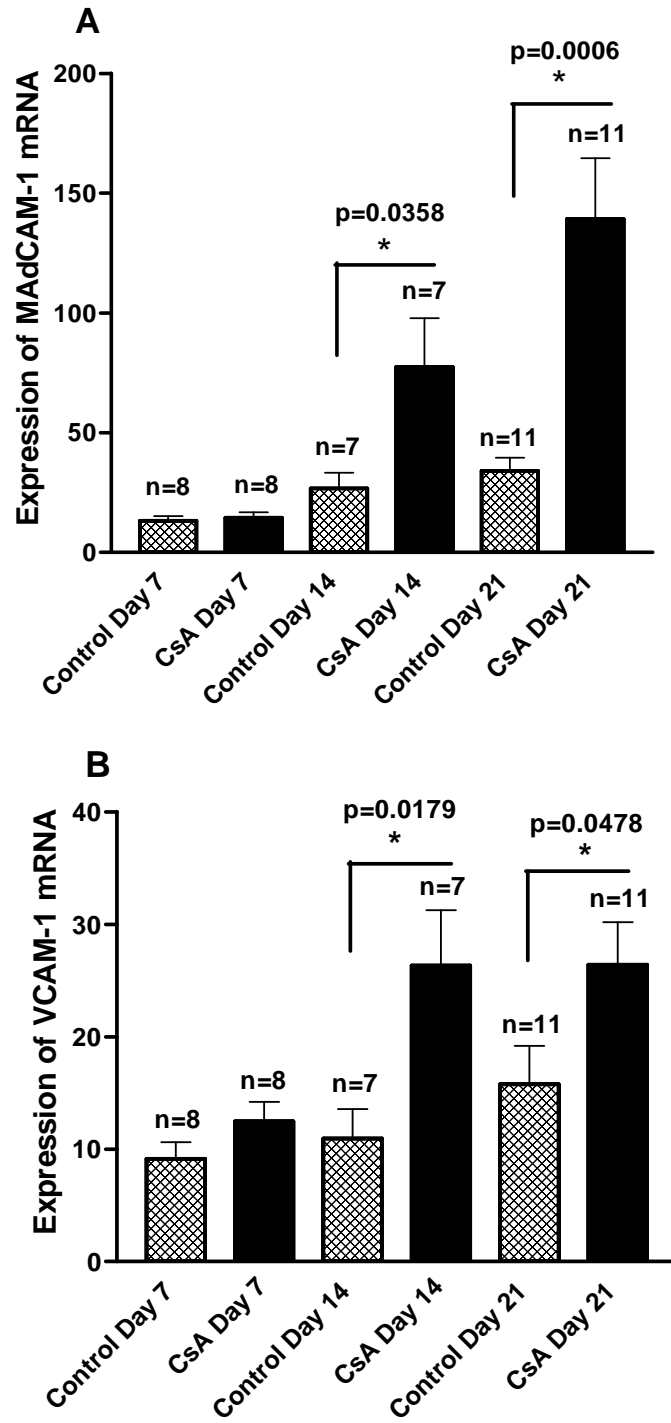 A
Expression of MAdCAM-1 mRNA
200
150
100
50
0
p=0.0006
*
n=11
p=0.0358
*
n=7
n=7
n=11
n=8
n=8
Control Day 7
CsA Day 7
Control Day 14
CsA Day 14
Control Day 21
CsA Day 21
B
Expression of VCAM-1 mRNA
40
30
20
10
0
p=0.0179
*
p=0.0478
*
n=7
n=11
n=11
n=8
n=7
n=8
Control Day 7
CsA Day 7
Control Day 14
CsA Day 14
Control Day 21
CsA Day 21